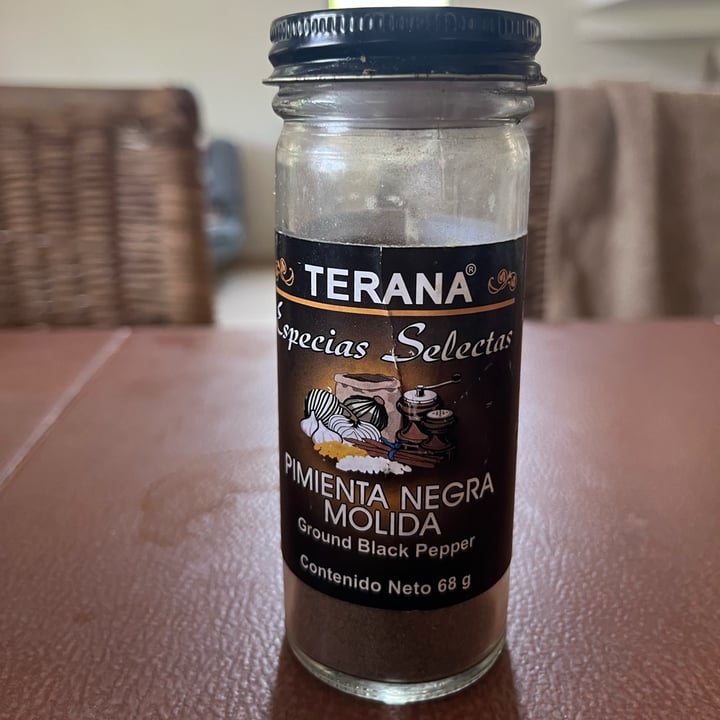 TERANA®
Especias Selectas
PIMIENTA NEGRA
MOLIDA
Ground Black Pepper
Contenido Neto 68 g